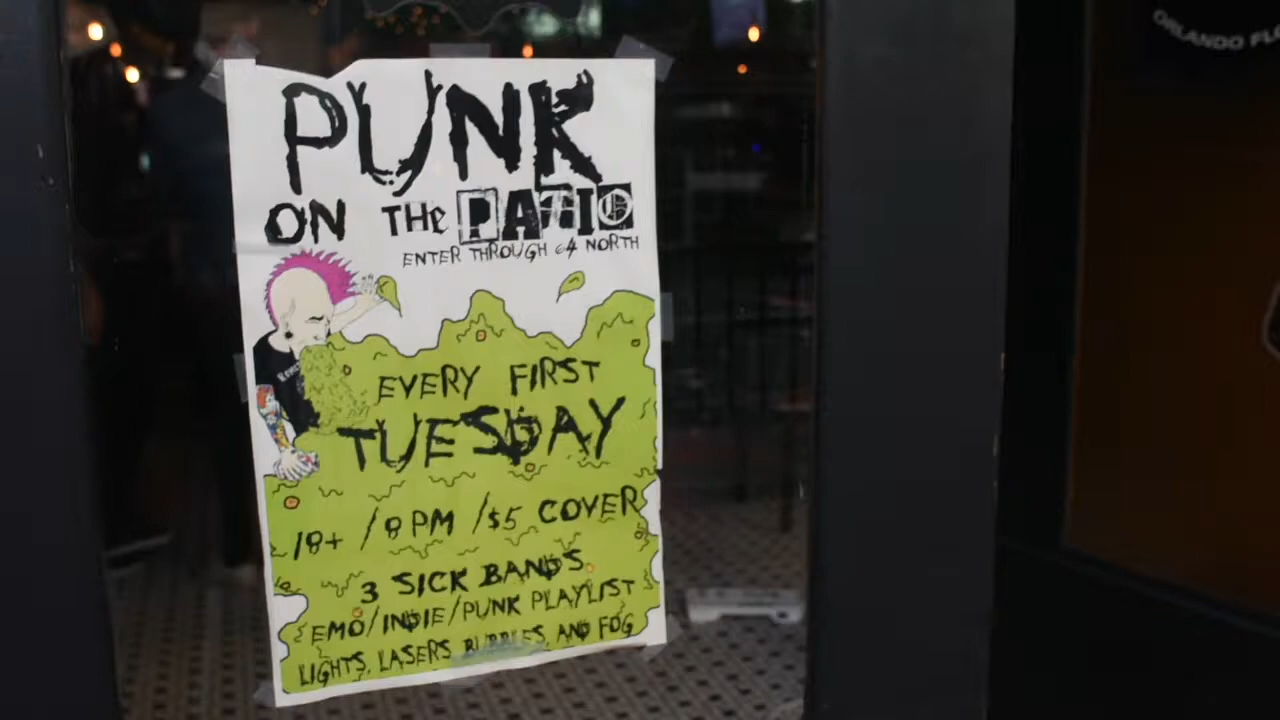 PUNK
ON THE PATIO
ENTER THROUGH 64 NORTH
EVERY FIRST
TUESDAY
18+ / 8 PM / $5 COVER
3 SICK BANDS
EMO/INDIE/PUNK PLAYLIST
LIGHTS, LASERS, BUBBLES, AND FOG
ORLANDO